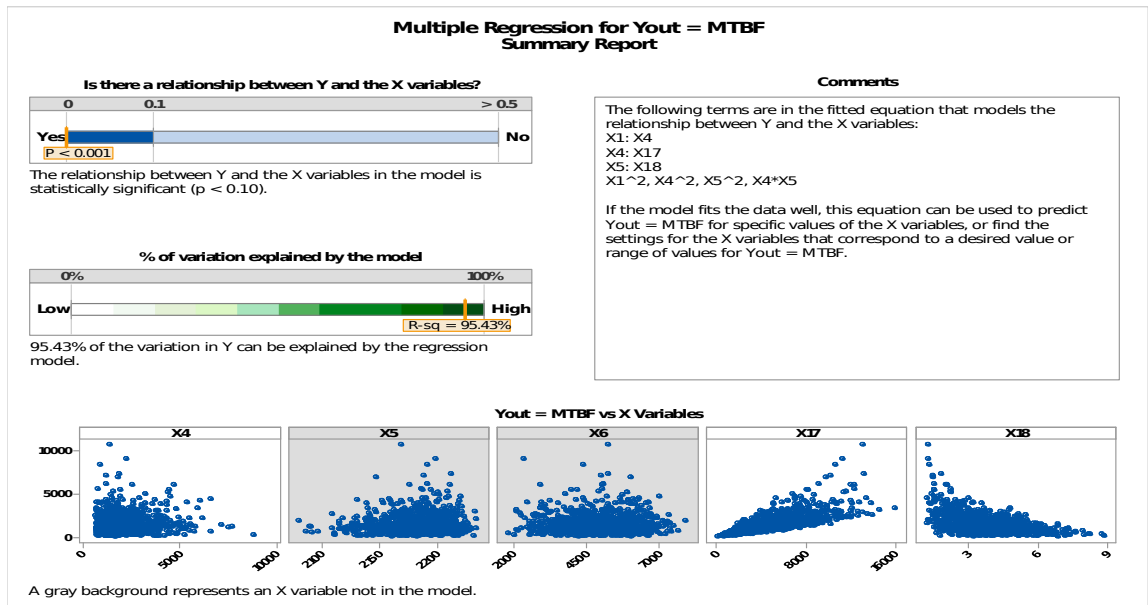 Multiple Regression for Yout = MTBF
Summary Report
Is there a relationship between Y and the X variables?
0 0.1 > 0.5
Yes No
P < 0.001
The relationship between Y and the X variables in the model is
statistically significant (p < 0.10).
% of variation explained by the model
0% 100%
Low High
R-sq = 95.43%
95.43% of the variation in Y can be explained by the regression
model.
Comments
The following terms are in the fitted equation that models the
relationship between Y and the X variables:
X1: X4
X4: X17
X5: X18
X1^2, X4^2, X5^2, X4*X5
If the model fits the data well, this equation can be used to predict
Yout = MTBF for specific values of the X variables, or find the
settings for the X variables that correspond to a desired value or
range of values for Yout = MTBF.
Yout = MTBF vs X Variables
X4 X5 X6 X17 X18
10000
5000
0
0 5000 10000 2100 2150 2200 2000 4500 7000 0 8000 16000 3 6 9
A gray background represents an X variable not in the model.